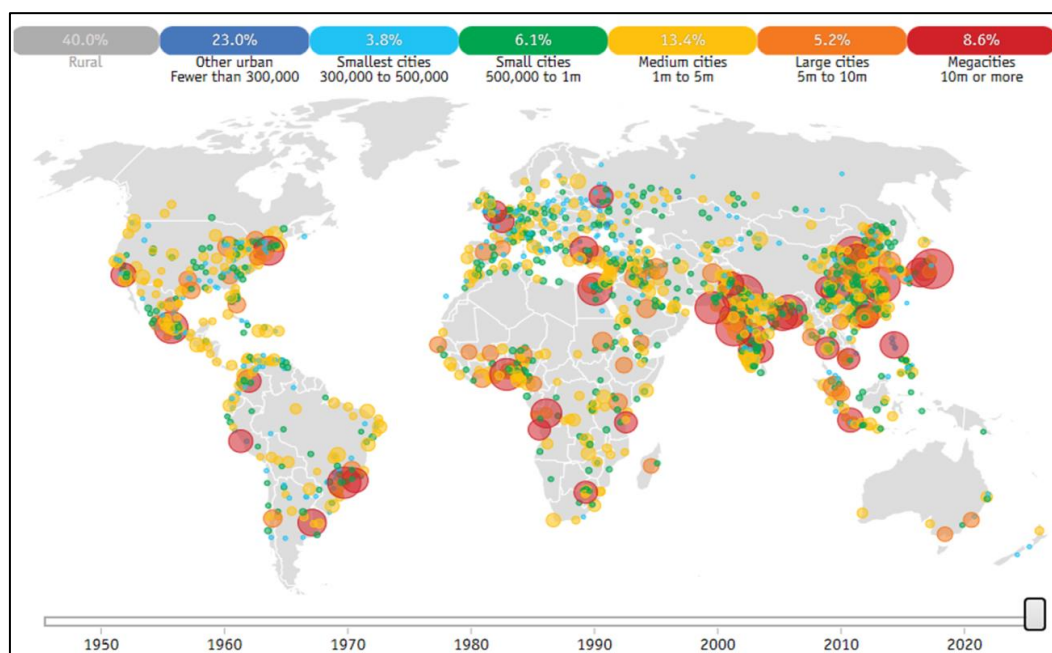 40.0% 23.0% 3.8% 6.1% 13.4% 5.2% 8.6%
Rural Other urban Smallest cities Small cities Medium cities Large cities Megacities
Fewer than 300,000 300,000 to 500,000 500,000 to 1m 1m to 5m 5m to 10m 10m or more
1950 1960 1970 1980 1990 2000 2010 2020